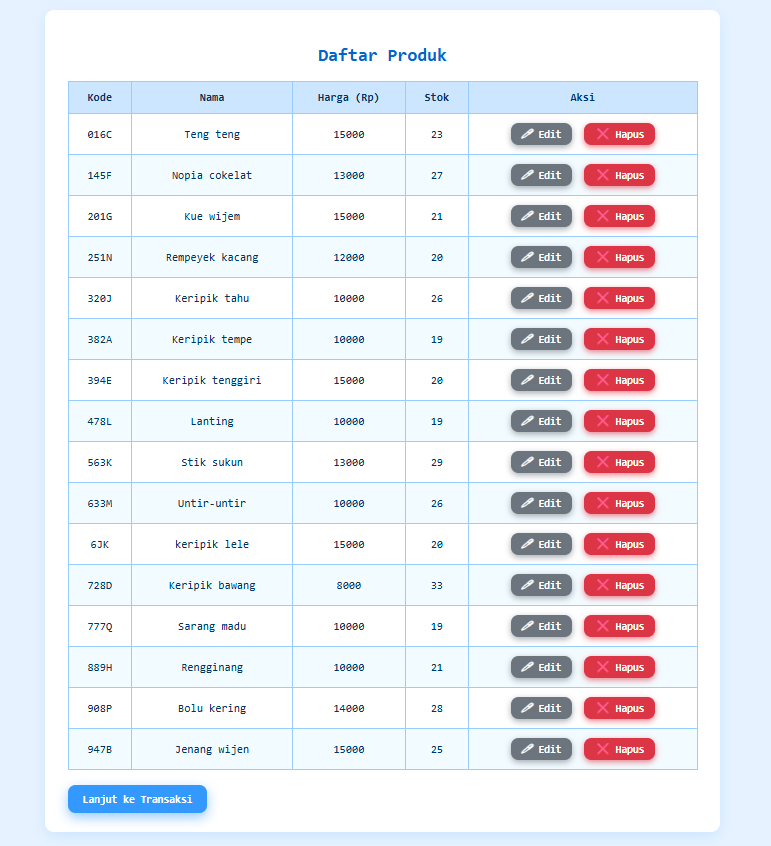 Daftar Produk
Kode Nama Harga (Rp) Stok Aksi
016C Teng teng 15000 23 Edit Hapus
145F Nopia cokelat 13000 27 Edit Hapus
201G Kue wijem 15000 21 Edit Hapus
251N Rempeyek kacang 12000 20 Edit Hapus
320J Keripik tahu 10000 26 Edit Hapus
382A Keripik tempe 10000 19 Edit Hapus
394E Keripik tenggiri 15000 20 Edit Hapus
478L Lanting 10000 19 Edit Hapus
563K Stik sukun 13000 29 Edit Hapus
633M Untir-untir 10000 26 Edit Hapus
6JK keripik lele 15000 20 Edit Hapus
728D Keripik bawang 8000 33 Edit Hapus
777Q Sarang madu 10000 19 Edit Hapus
889H Rengginang 10000 21 Edit Hapus
908P Bolu kering 14000 28 Edit Hapus
947B Jenang wijen 15000 25 Edit Hapus
Lanjut ke Transaksi